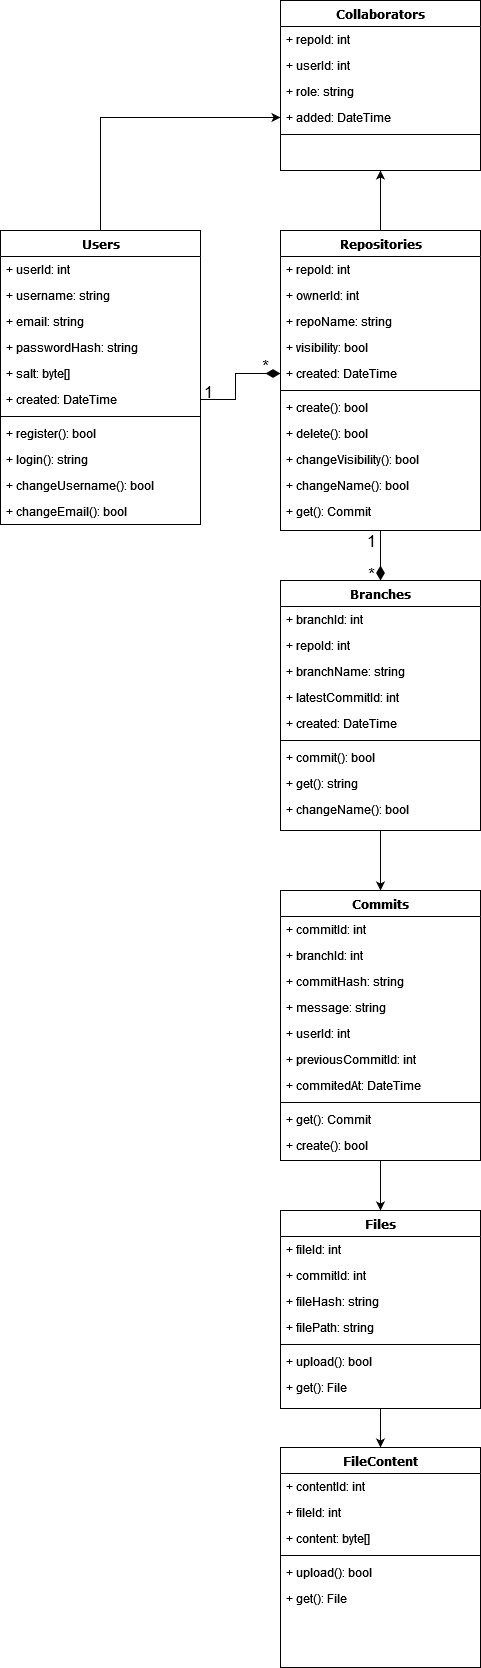 Collaborators
+ repoId: int
+ userId: int
+ role: string
+ added: DateTime
Users
+ userId: int
+ username: string
+ email: string
+ passwordHash: string
+ salt: byte[]
+ created: DateTime
+ register(): bool
+ login(): string
+ changeUsername(): bool
+ changeEmail(): bool
1
*
Repositories
+ repoId: int
+ ownerId: int
+ repoName: string
+ visibility: bool
+ created: DateTime
+ create(): bool
+ delete(): bool
+ changeVisibility(): bool
+ changeName(): bool
+ get(): Commit
1
*
Branches
+ branchId: int
+ repoId: int
+ branchName: string
+ latestCommitId: int
+ created: DateTime
+ commit(): bool
+ get(): string
+ changeName(): bool
Commits
+ commitId: int
+ branchId: int
+ commitHash: string
+ message: string
+ userId: int
+ previousCommitId: int
+ commitedAt: DateTime
+ get(): Commit
+ create(): bool
Files
+ fileId: int
+ commitId: int
+ fileHash: string
+ filePath: string
+ upload(): bool
+ get(): File
FileContent
+ contentId: int
+ fileId: int
+ content: byte[]
+ upload(): bool
+ get(): File